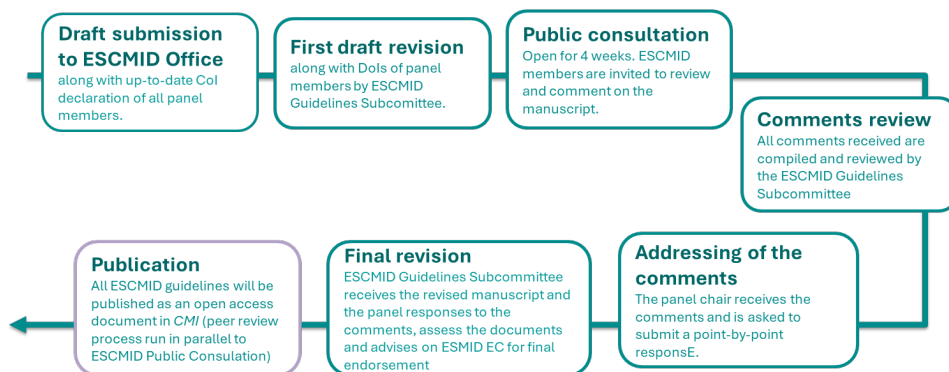 Draft submission
to ESCMID Office
along with up-to-date CoI
declaration of all panel
members.
First draft revision
along with DoIs of panel
members by ESCMID
Guidelines Subcommittee.
Public consultation
Open for 4 weeks. ESCMID
members are invited to review
and comment on the
manuscript.
Comments review
All comments received are
compiled and reviewed by
the ESCMID Guidelines
Subcommittee
Addressing of the
comments
The panel chair receives the
comments and is asked to
submit a point-by-point
responsE.
Final revision
ESCMID Guidelines Subcommittee
receives the revised manuscript and
the panel responses to the
comments, assess the documents
and advises on ESMID EC for final
endorsement
Publication
All ESCMID guidelines will be
published as an open access
document in CMI (peer review
process run in parallel to
ESCMID Public Consulation)